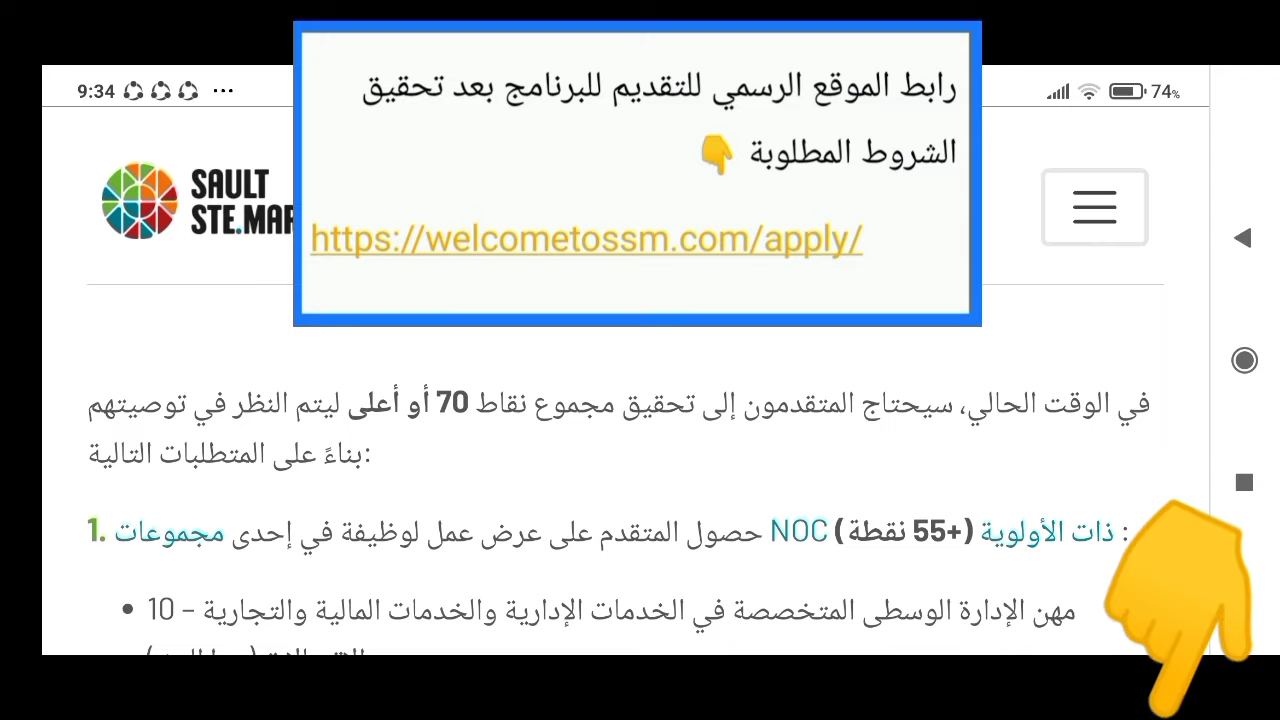 9:34
74%
SAULT
STE.MAR
رابط الموقع الرسمي للتقديم للبرنامج بعد تحقيق
الشروط المطلوبة 👇
https://welcometossm.com/apply/
في الوقت الحالي، سيحتاج المتقدمون إلى تحقيق مجموع نقاط 70 أو أعلى ليتم النظر في توصيتهم
بناءً على المتطلبات التالية:
1. حصول المتقدم على عرض عمل لوظيفة في إحدى مجموعات NOC ذات الأولوية (+55 نقطة) :
10 – مهن الإدارة الوسطى المتخصصة في الخدمات الإدارية والخدمات المالية والتجارية